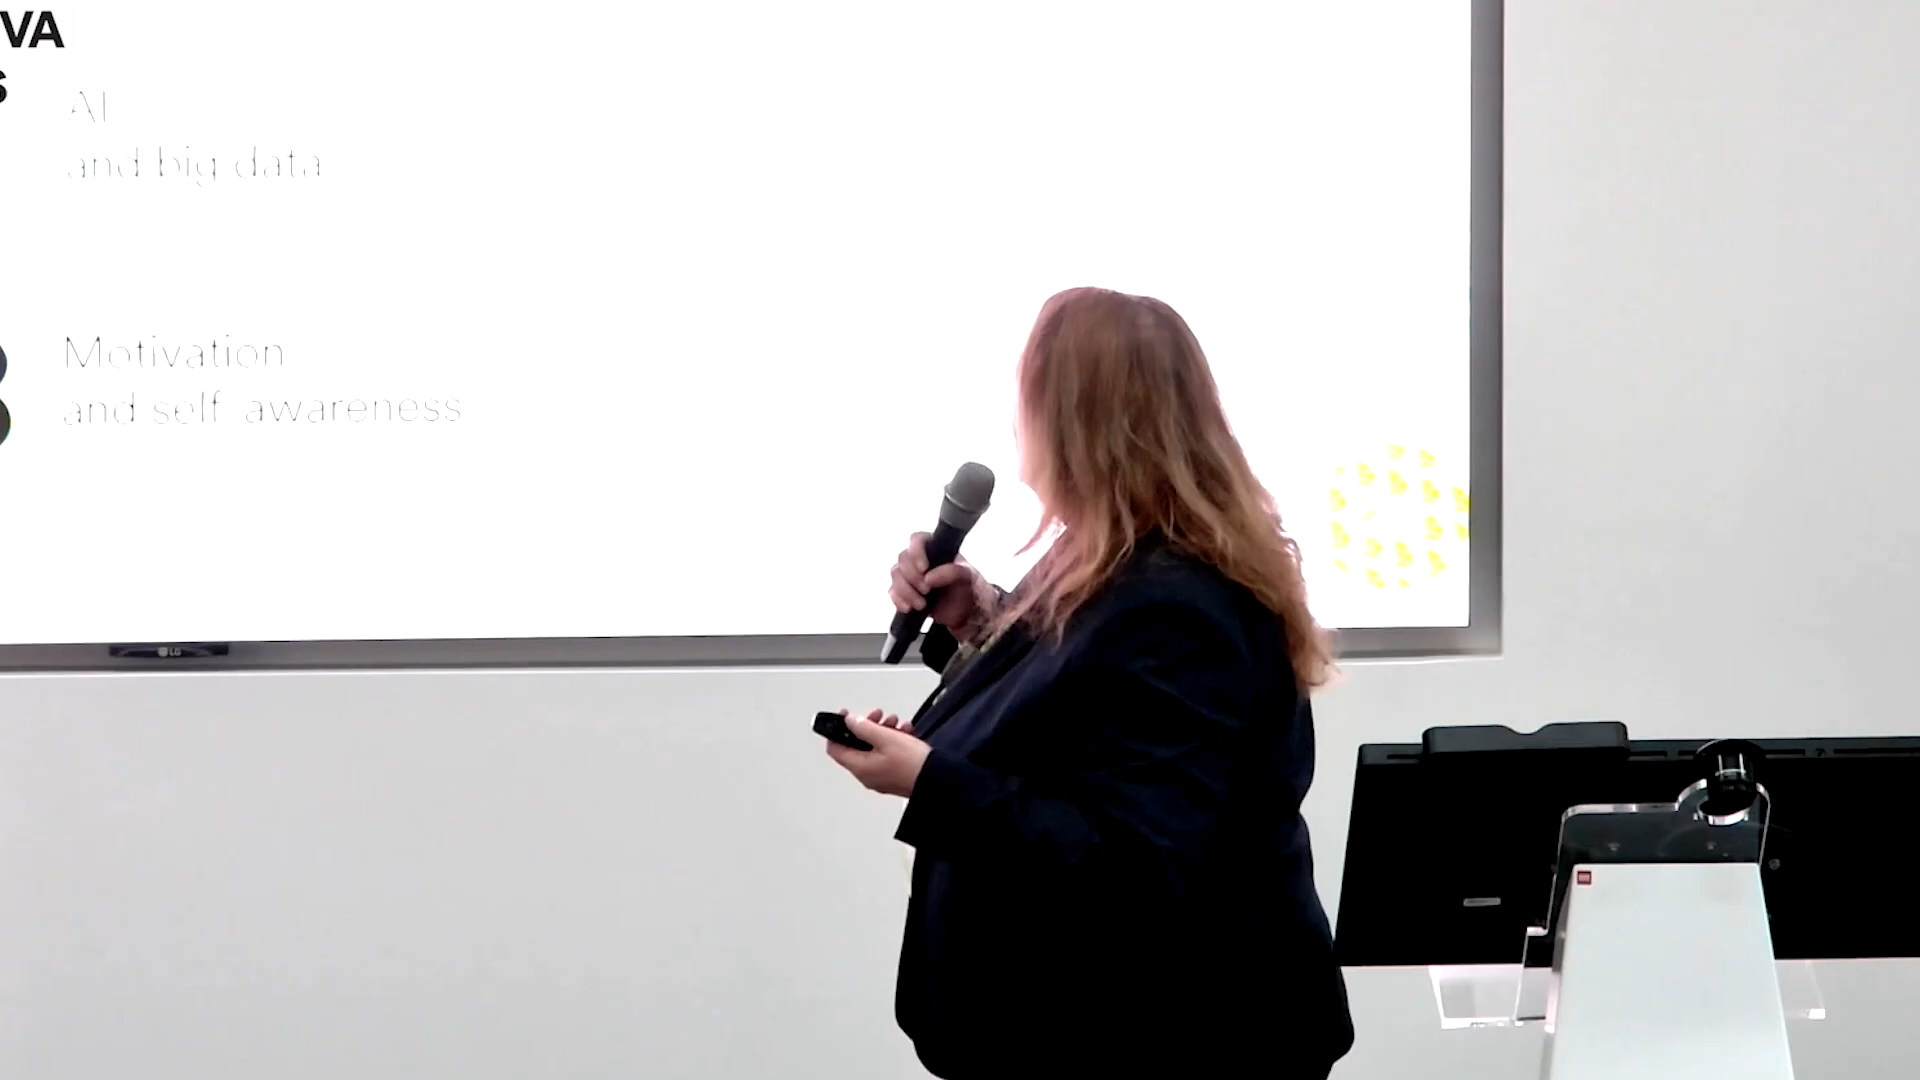 VA
S
AI
and big data
Motivation
and self awareness
LG